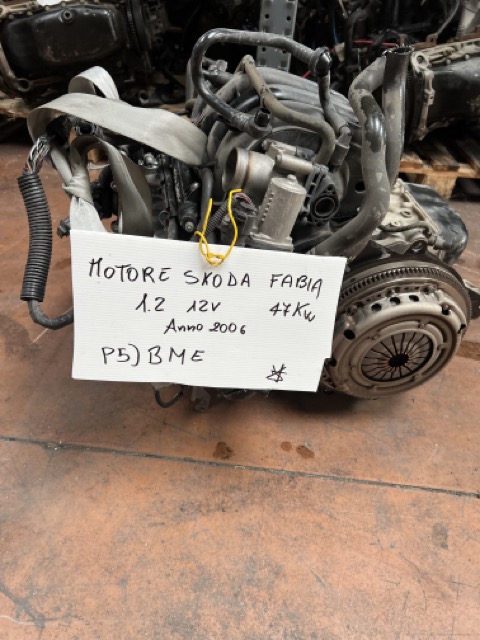 MOTORE SKODA FABIA
1.2 12V 47Kw
Anno 2006
P5) BME